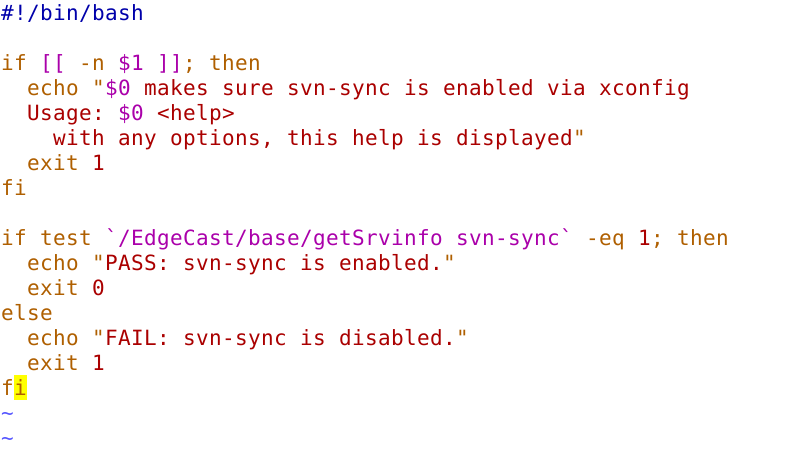 #!/bin/bash

if [[ -n $1 ]]; then
  echo "$0 makes sure svn-sync is enabled via xconfig
  Usage: $0 <help>
    with any options, this help is displayed"
  exit 1
fi

if test `/EdgeCast/base/getSrvinfo svn-sync` -eq 1; then
  echo "PASS: svn-sync is enabled."
  exit 0
else
  echo "FAIL: svn-sync is disabled."
  exit 1
fi
~
~